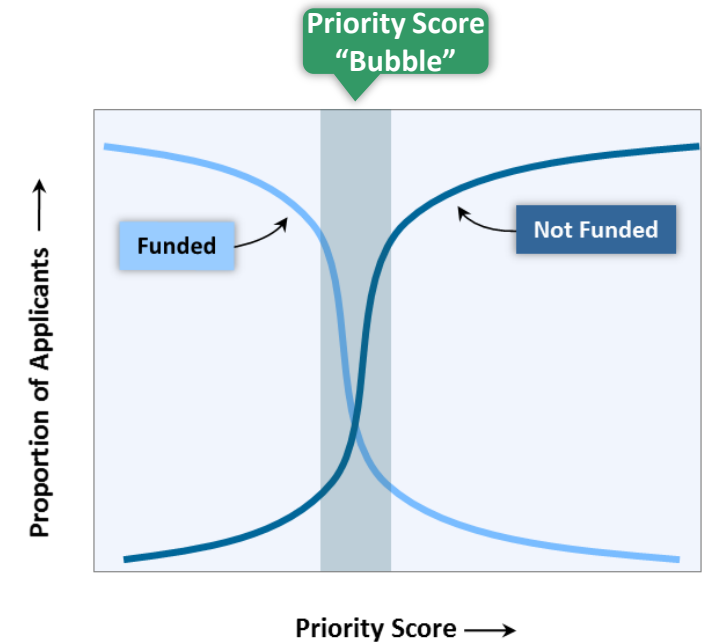 Priority Score
“Bubble”
Funded
Not Funded
Proportion of Applicants
Priority Score